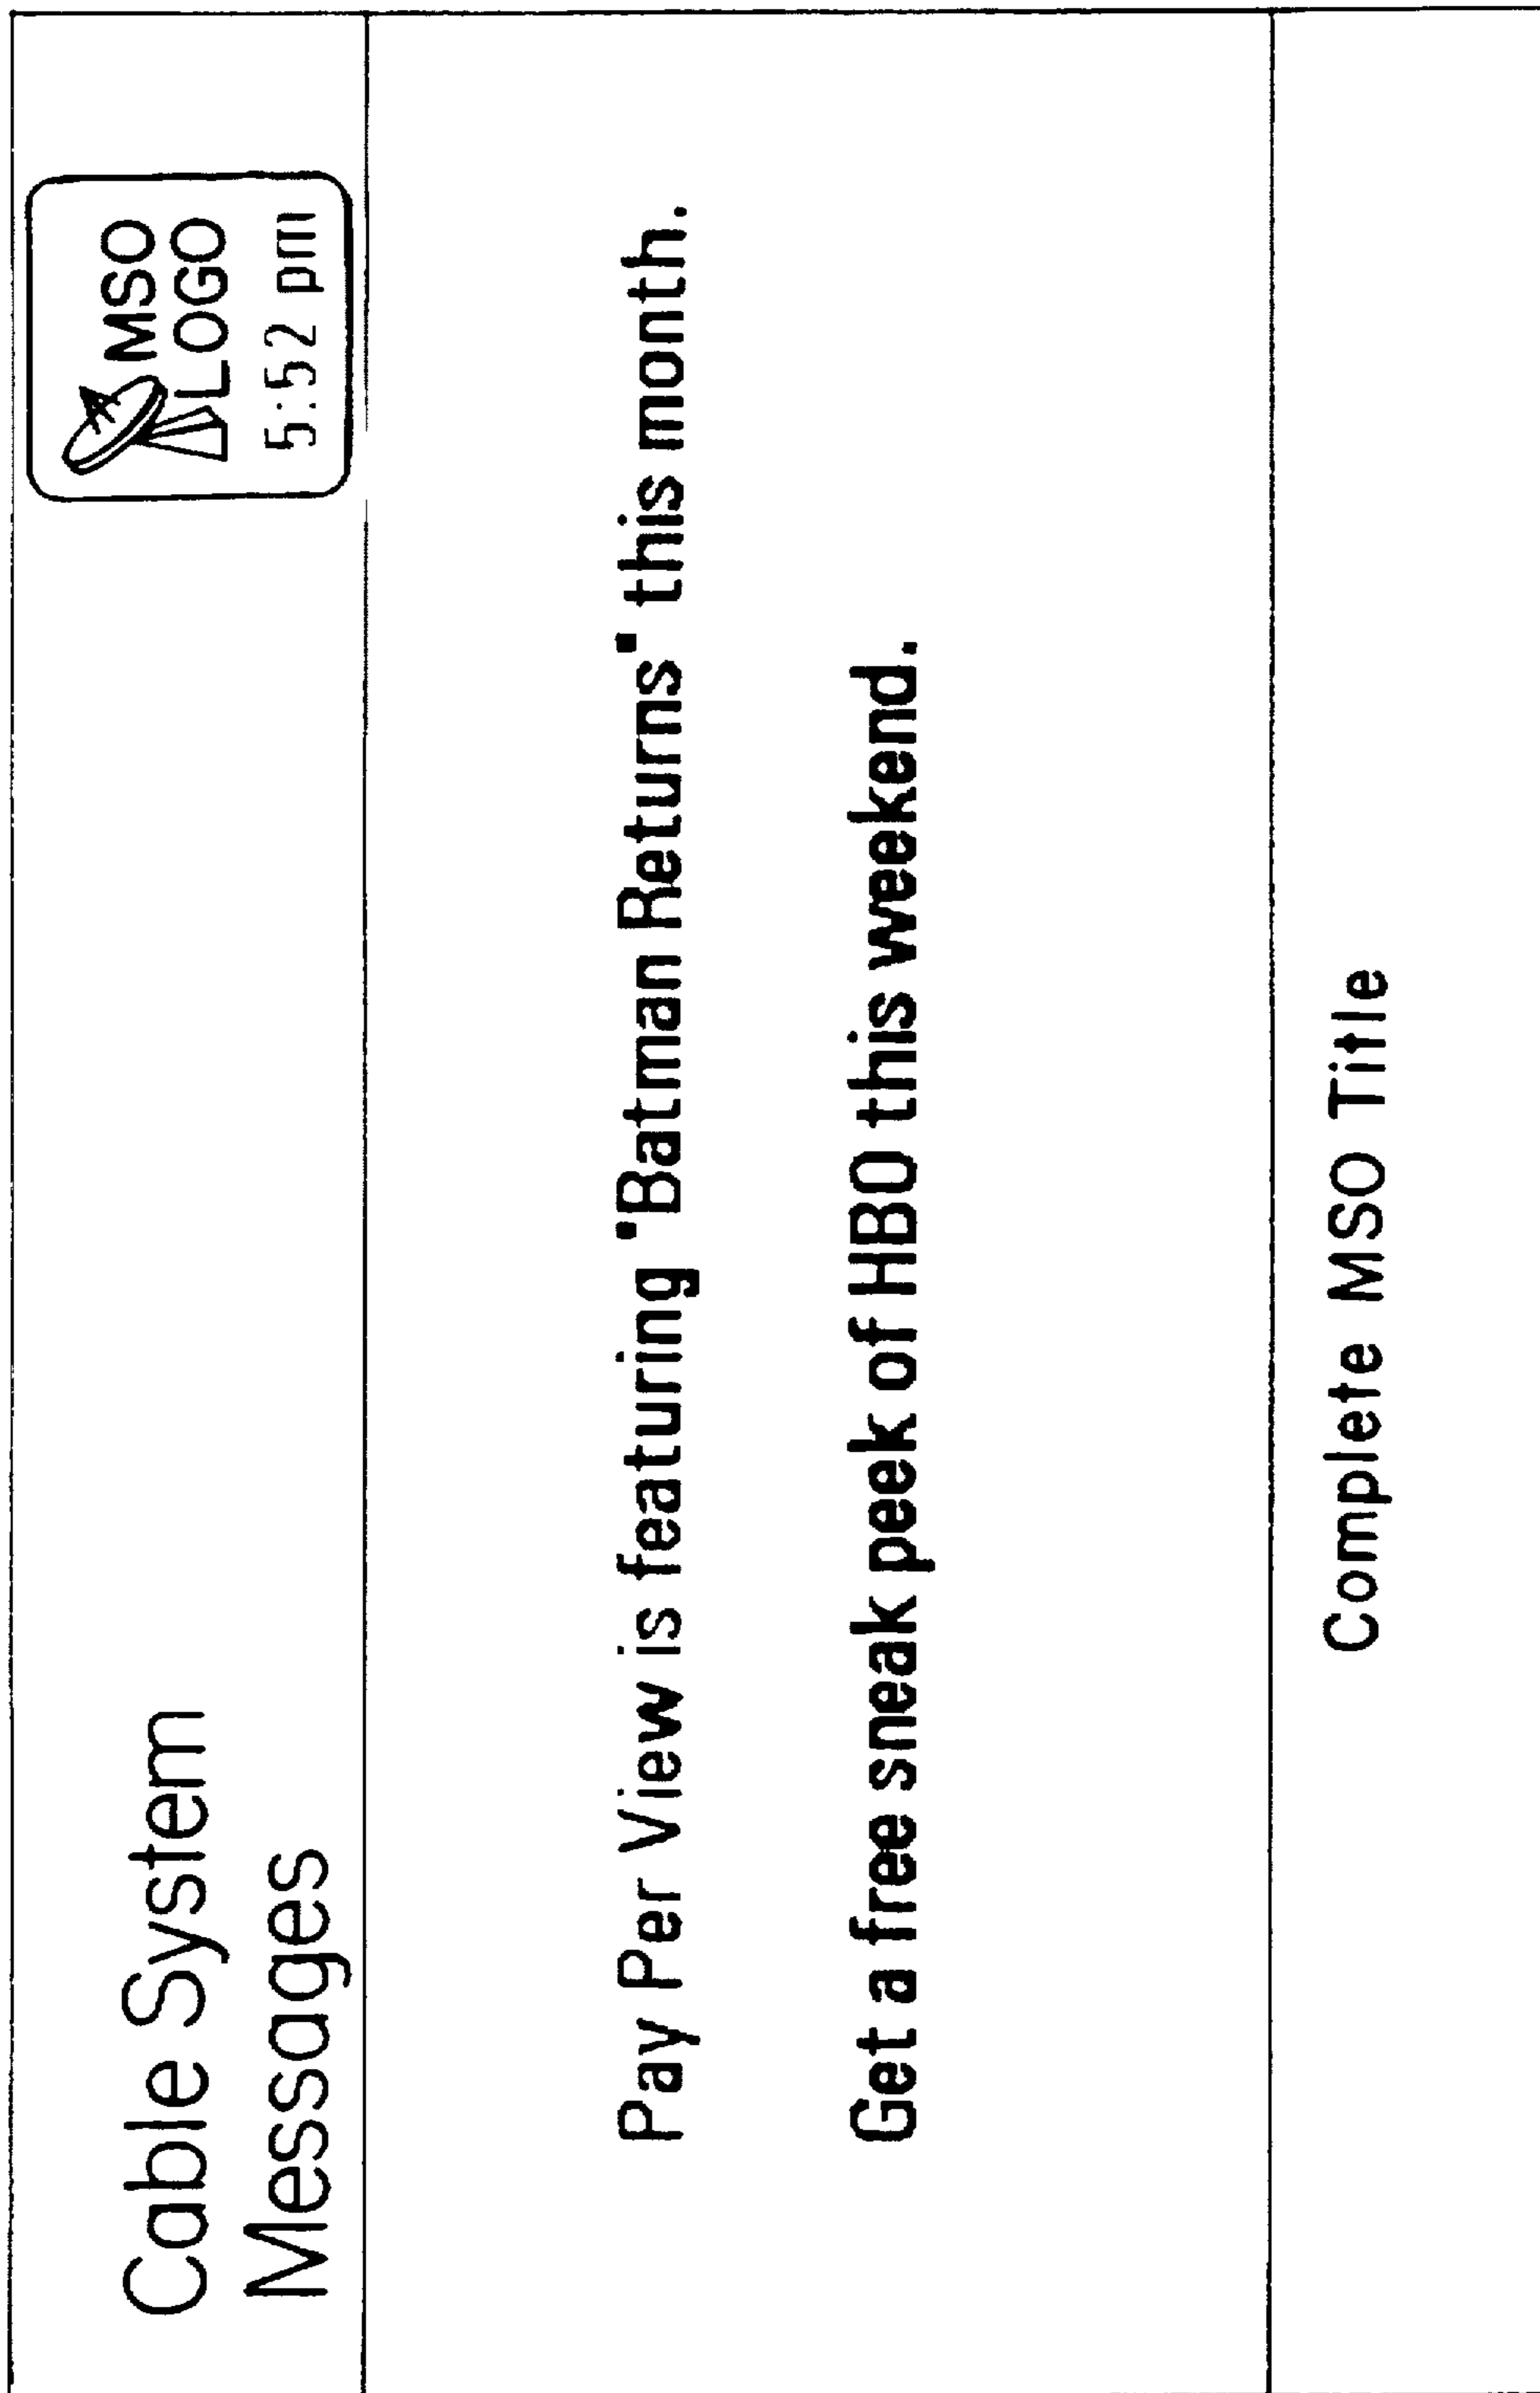 Cable System
Messages
MSO
LOGO
5:52 pm
Pay Per View is featuring "Batman Returns" this month.
Get a free sneak peek of HBO this weekend.
Complete MSO Title